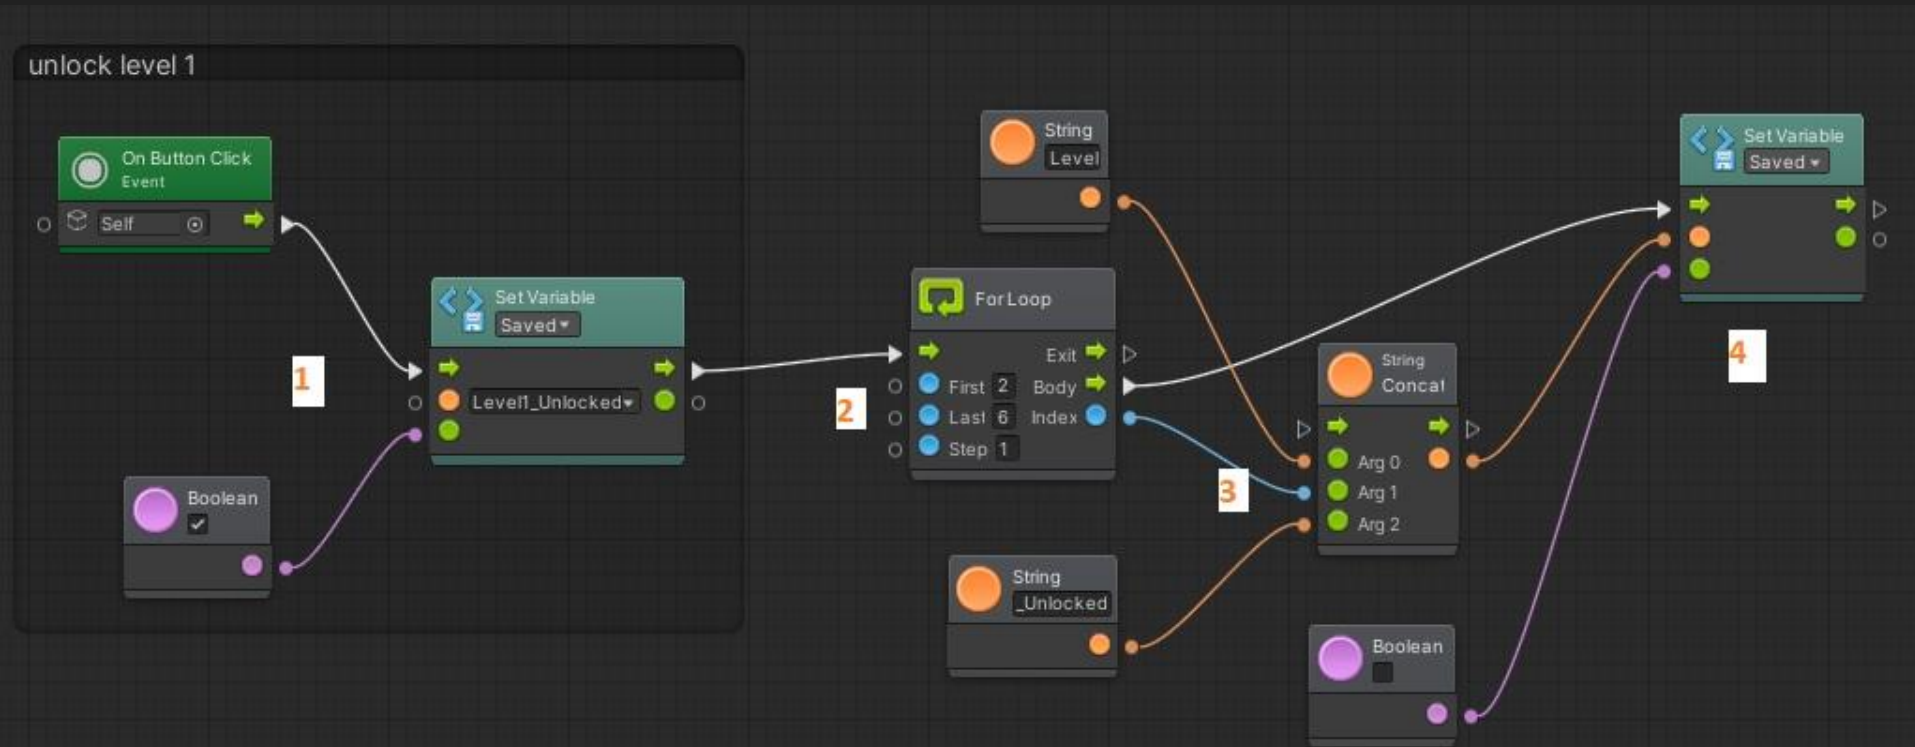 unlock level 1
On Button Click
Event
Self
1
Set Variable
Saved
Level1_Unlocked
Boolean
String
Level
For Loop
Exit
First 2 Body
Last 6 Index
Step 1
2
3
String
_Unlocked
String
Concat
Arg 0
Arg 1
Arg 2
Boolean
Set Variable
Saved
4